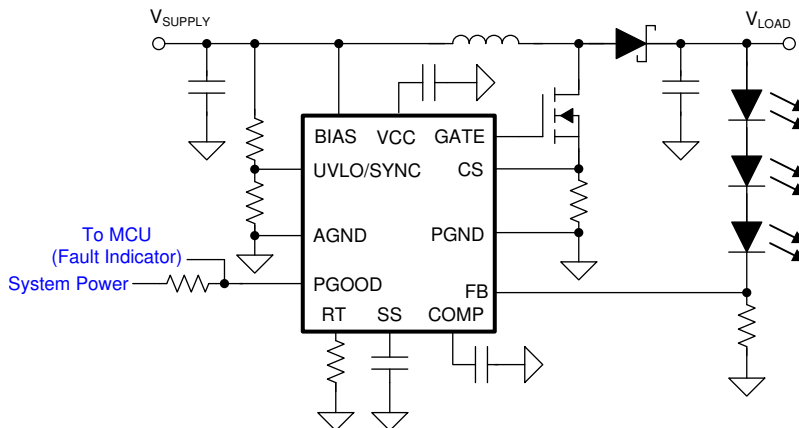 VSUPPLY
VLOAD
BIAS
VCC
GATE
UVLO/SYNC
CS
AGND
PGND
To MCU
(Fault Indicator)
System Power
PGOOD
FB
RT
SS
COMP